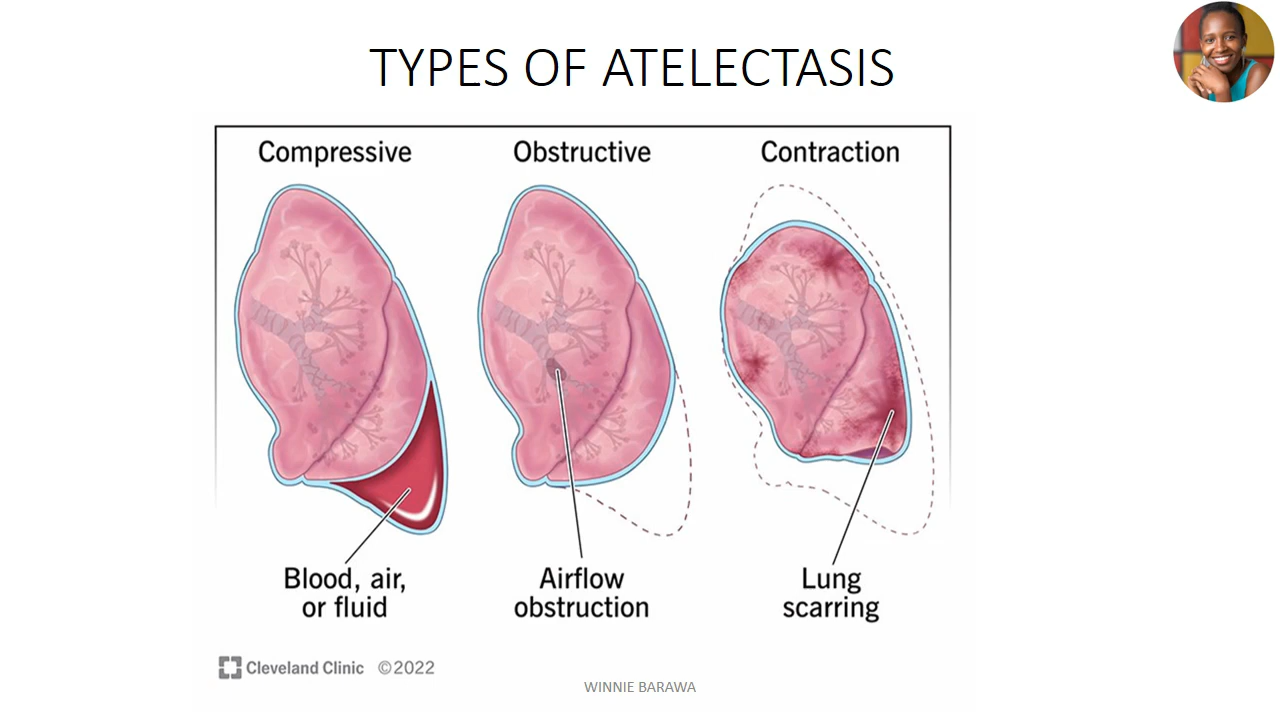 TYPES OF ATELECTASIS
Compressive
Obstructive
Contraction
Blood, air,
or fluid
Airflow
obstruction
Lung
scarring
Cleveland Clinic ©2022
WINNIE BARAWA